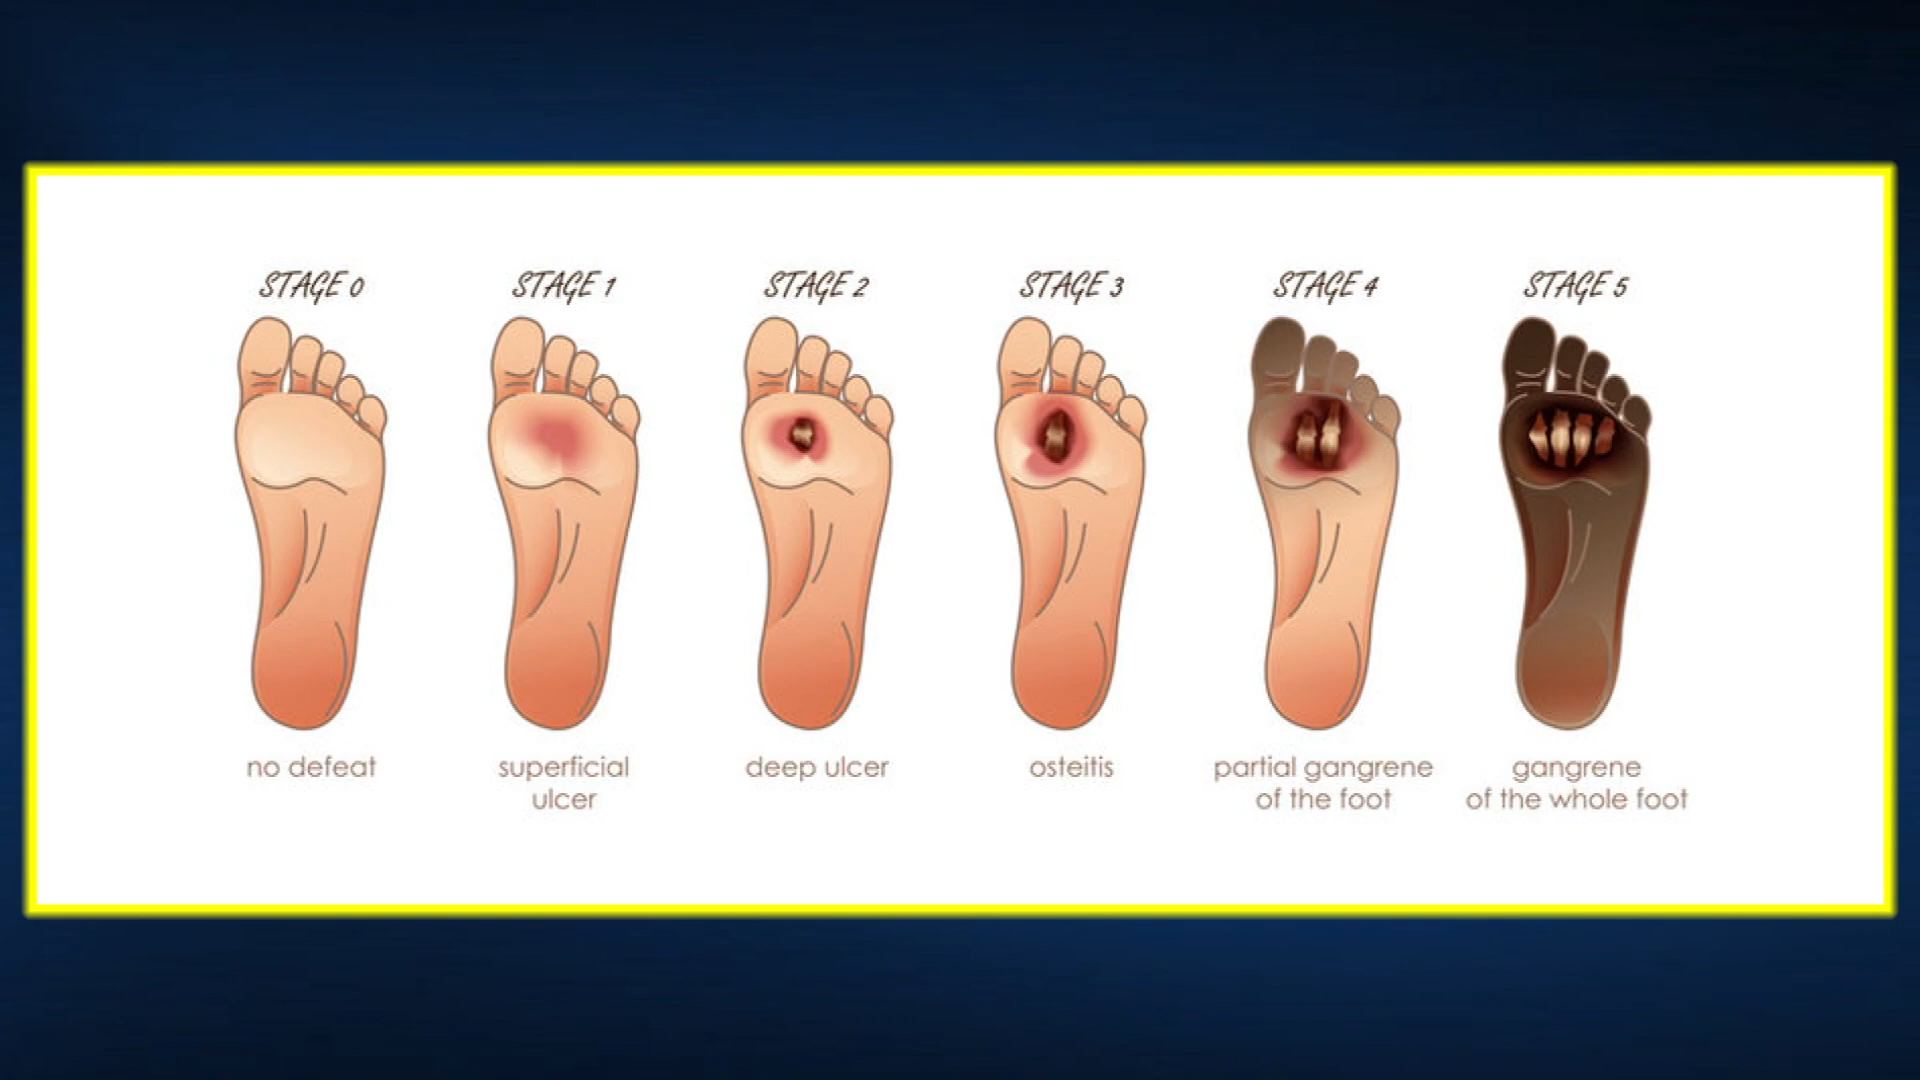 STAGE 0
STAGE 1
STAGE 2
STAGE 3
STAGE 4
STAGE 5
no defeat
superficial
ulcer
deep ulcer
osteitis
partial gangrene
of the foot
gangrene
of the whole foot